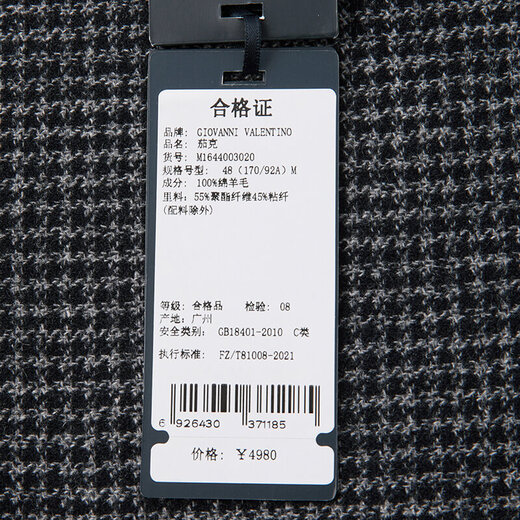 合格证
品牌: GIOVANNI VALENTINO
品名: 茄克
货号: M1644003020
规格号型: 48 (170/92A) M
成分: 100%绵羊毛
里料: 55%聚酯纤维45%粘纤
(配料除外)
等级: 合格品 检验: 08
产地: 广州
安全类别: GB18401-2010 C类
执行标准: FZ/T81008-2021
6 926430 371185
价格: ￥4980